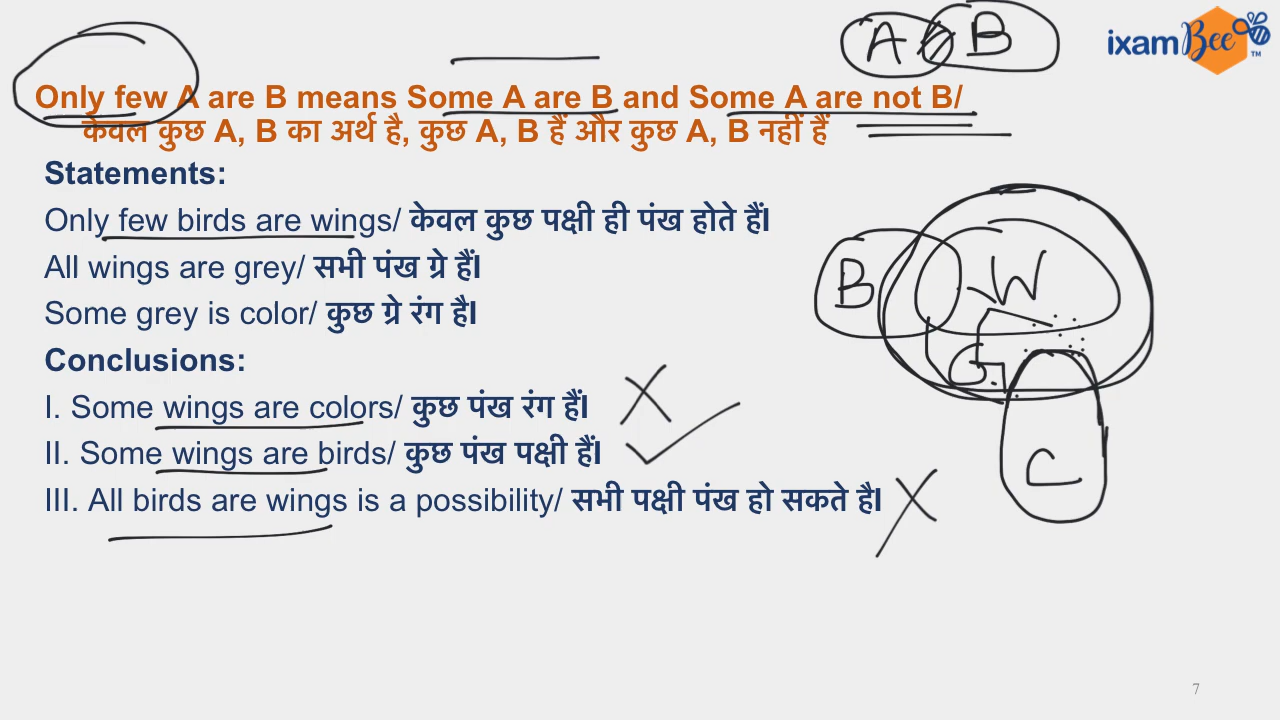 A B
ixamBee™
Only few A are B means Some A are B and Some A are not B/
केवल कुछ A, B का अर्थ है, कुछ A, B हैं और कुछ A, B नहीं हैं
Statements:
Only few birds are wings/ केवल कुछ पक्षी ही पंख होते हैंI
All wings are grey/ सभी पंख ग्रे हैंI
Some grey is color/ कुछ ग्रे रंग हैI
Conclusions:
I. Some wings are colors/ कुछ पंख रंग हैंI
II. Some wings are birds/ कुछ पंख पक्षी हैंI
III. All birds are wings is a possibility/ सभी पक्षी पंख हो सकते हैI
B W
G
C
7